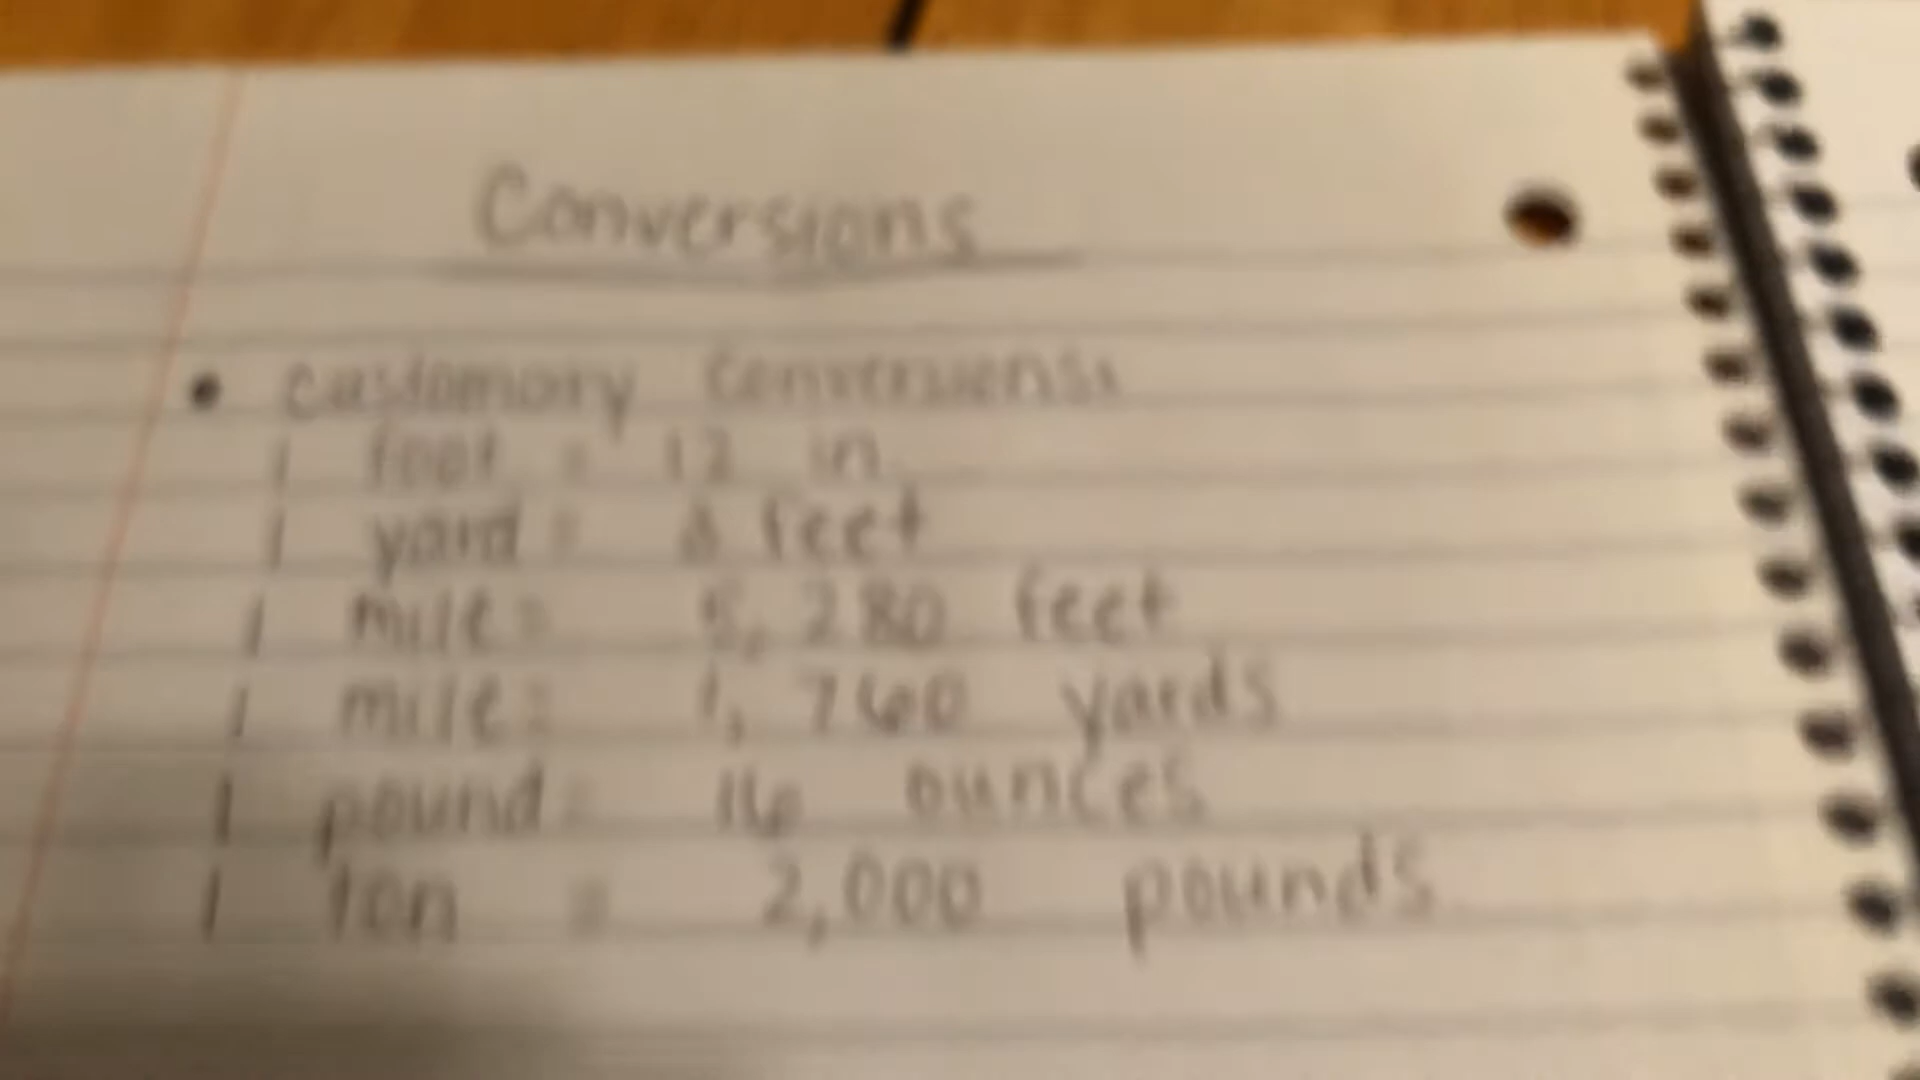 Conversions
• Customary Conversions:
1 foot = 12 in
1 yard = 3 feet
1 mile = 5,280 feet
1 mile = 1,760 yards
1 pound = 16 ounces
1 ton = 2,000 pounds